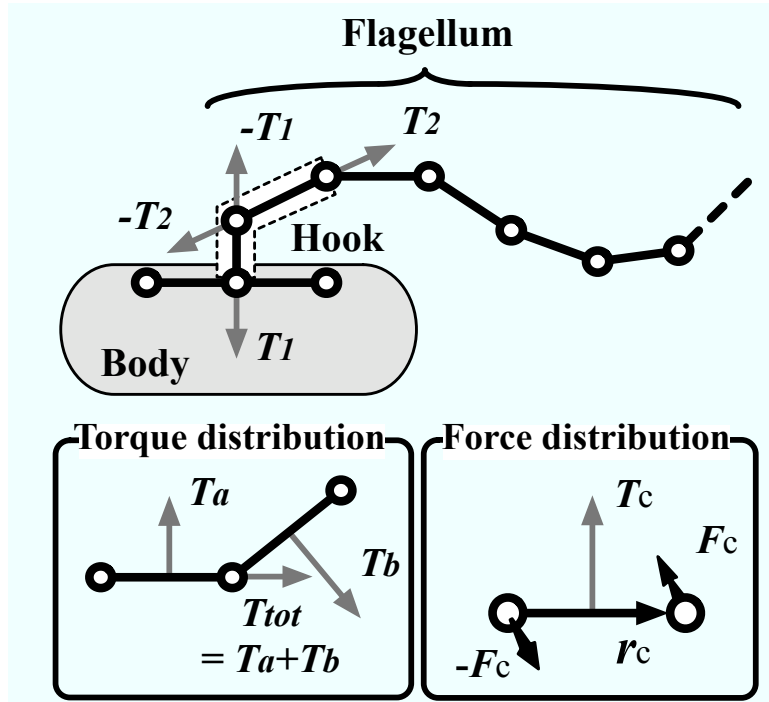 Flagellum
-T1
T2
-T2
Hook
T1
Body
Torque distribution
Ta
Tb
Ttot
= Ta+Tb
Force distribution
Tc
Fc
-Fc
rc